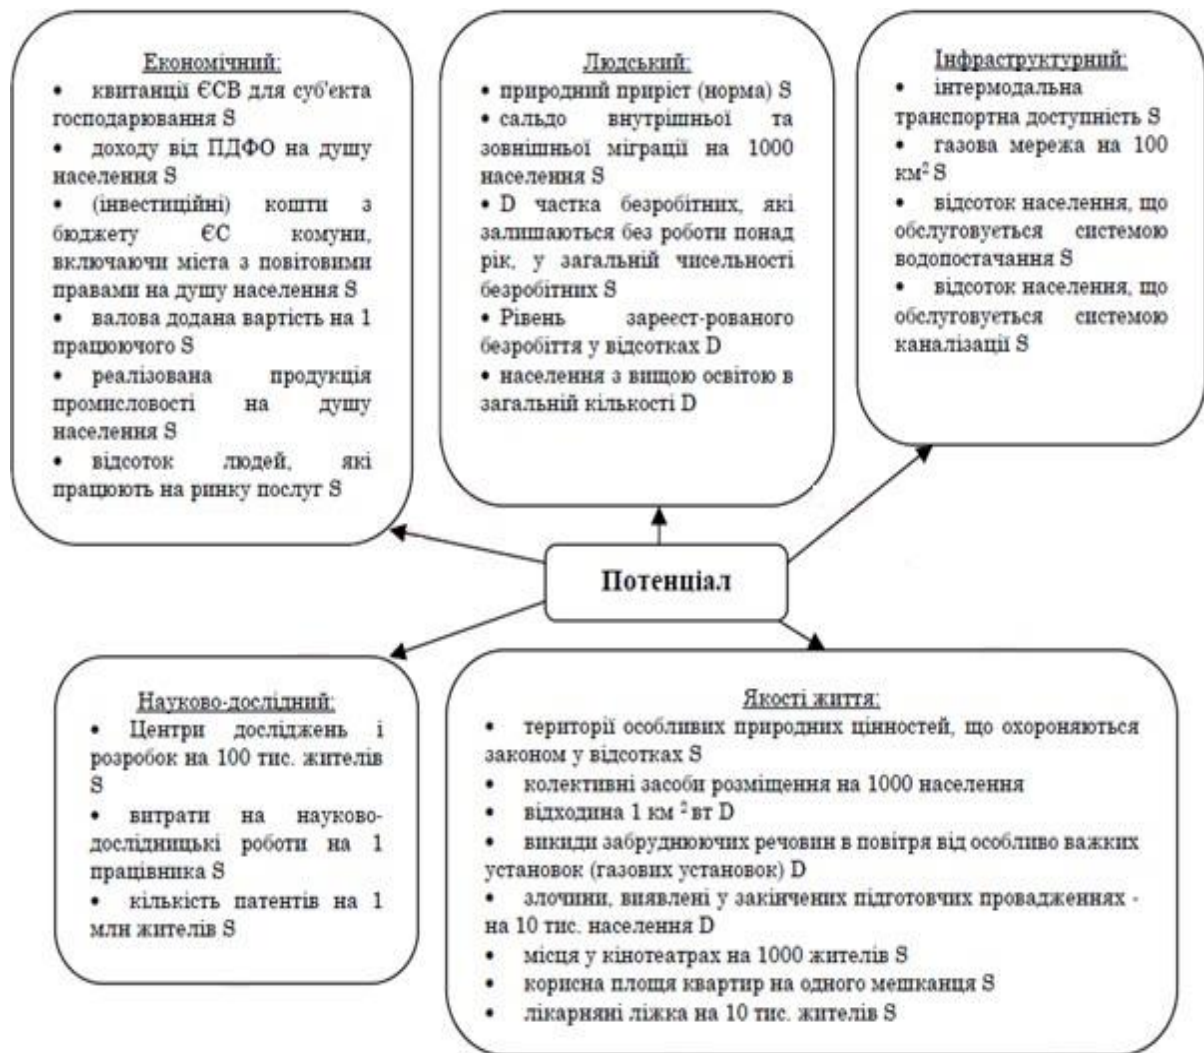 Економічний:
• квитанції ЄСВ для суб'єкта
господарювання S
• доходу від ПДФО на душу
населення S
• (інвестиційні) кошти з
бюджету ЄС комуни,
включаючи міста з повітовими
правами на душу населення S
• валова додана вартість на 1
працюючого S
• реалізована продукція
промисловості на душу
населення S
• відсоток людей, які
працюють на ринку послуг S
Людський:
• природний приріст (норма) S
• сальдо внутрішньої та
зовнішньої міграції на 1000
населення S
• D частка безробітних, які
залишаються без роботи понад
рік, у загальній чисельності
безробітних S
• Рівень зареєст-рованого
безробіття у відсотках D
• населення з вищою освітою в
загальній кількості D
Інфраструктурний:
• інтермодальна
транспортна доступність S
• газова мережа на 100
км² S
• відсоток населення, що
обслуговується системою
водопостачання S
• відсоток населення, що
обслуговується системою
каналізації S
Потенціал
Науково-дослідний:
• Центри досліджень і
розробок на 100 тис. жителів
S
• витрати на науково-
дослідницькі роботи на 1
працівника S
• кількість патентів на 1
млн жителів S
Якості життя:
• території особливих природних цінностей, що охороняються
законом у відсотках S
• колективні засоби розміщення на 1000 населення
• відходина 1 км ² вт D
• викиди забруднюючих речовин в повітря від особливо важких
установок (газових установок) D
• злочини, виявлені у закінчених підготовчих провадженнях -
на 10 тис. населення D
• місця у кінотеатрах на 1000 жителів S
• корисна площа квартир на одного мешканця S
• лікарняні ліжка на 10 тис. жителів S